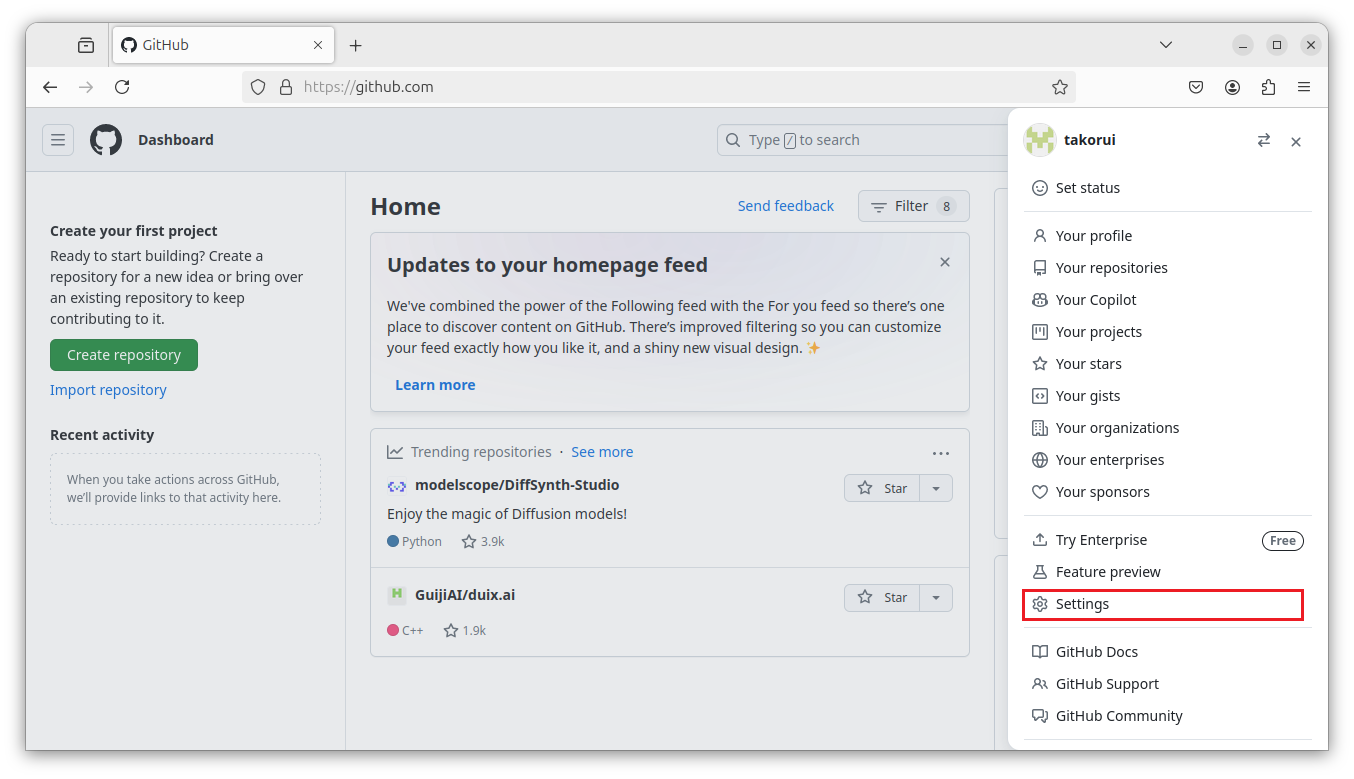 GitHub
https://github.com
Dashboard
Type / to search
Create your first project
Ready to start building? Create a
repository for a new idea or bring over
an existing repository to keep
contributing to it.
Create repository
Import repository
Recent activity
When you take actions across GitHub,
we'll provide links to that activity here.
Home
Send feedback
Filter 8
Updates to your homepage feed
We've combined the power of the Following feed with the For you feed so there's one
place to discover content on GitHub. There's improved filtering so you can customize
your feed exactly how you like it, and a shiny new visual design. ✨
Learn more
Trending repositories · See more
modelscope/DiffSynth-Studio
Star
Enjoy the magic of Diffusion models!
Python 3.9k
GuijiAI/duix.ai
Star
C++ 1.9k
takorui
Set status
Your profile
Your repositories
Your Copilot
Your projects
Your stars
Your gists
Your organizations
Your enterprises
Your sponsors
Try Enterprise Free
Feature preview
Settings
GitHub Docs
GitHub Support
GitHub Community